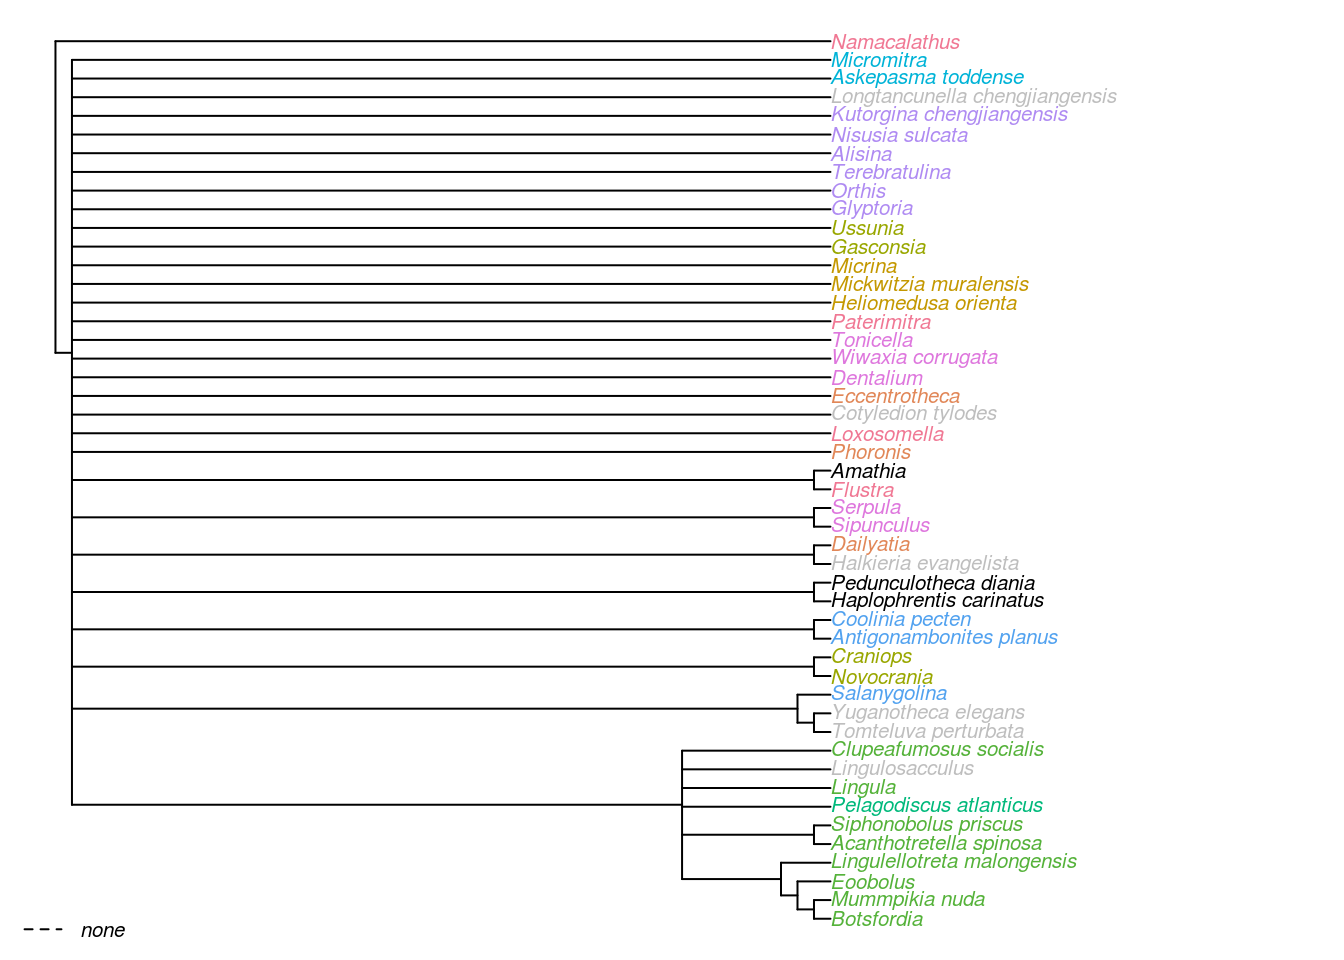 Namacalathus
Micromitra
Askepasma toddense
Longtancunella chengjiangensis
Kutorgina chengjiangensis
Nisusia sulcata
Alisina
Terebratulina
Orthis
Glyptoria
Ussunia
Gasconsia
Micrina
Mickwitzia muralensis
Heliomedusa orienta
Paterimitra
Tonicella
Wiwaxia corrugata
Dentalium
Eccentrotheca
Cotyledion tylodes
Loxosomella
Phoronis
Amathia
Flustra
Serpula
Sipunculus
Dailyatia
Halkieria evangelista
Pedunculotheca diania
Haplophrentis carinatus
Coolinia pecten
Antigonambonites planus
Craniops
Novocrania
Salanygolina
Yuganotheca elegans
Tomteluva perturbata
Clupeafumosus socialis
Lingulosacculus
Lingula
Pelagodiscus atlanticus
Siphonobolus priscus
Acanthotretella spinosa
Lingulellotreta malongensis
Eoobolus
Mummpikia nuda
Botsfordia
none